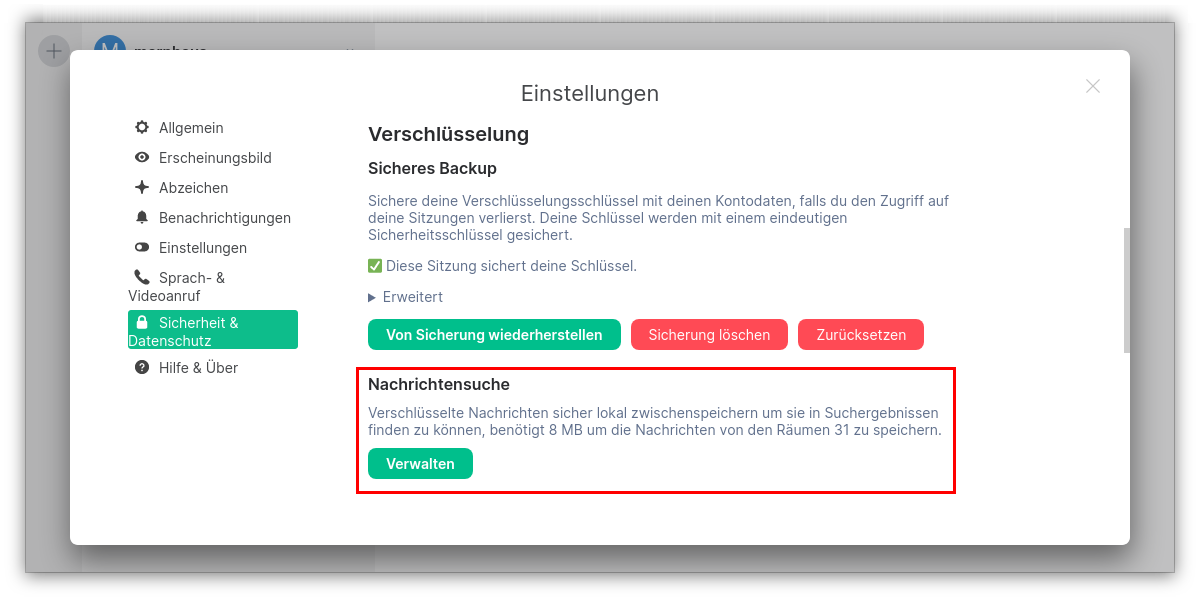 Einstellungen
Allgemein
Erscheinungsbild
Abzeichen
Benachrichtigungen
Einstellungen
Sprach- &
Videoanruf
Sicherheit &
Datenschutz
Hilfe & Über
Verschlüsselung
Sicheres Backup
Sichere deine Verschlüsselungsschlüssel mit deinen Kontodaten, falls du den Zugriff auf
deine Sitzungen verlierst. Deine Schlüssel werden mit einem eindeutigen
Sicherheitsschlüssel gesichert.
✅ Diese Sitzung sichert deine Schlüssel.
Erweitert
Von Sicherung wiederherstellen Sicherung löschen Zurücksetzen
Nachrichtensuche
Verschlüsselte Nachrichten sicher lokal zwischenspeichern um sie in Suchergebnissen
finden zu können, benötigt 8 MB um die Nachrichten von den Räumen 31 zu speichern.
Verwalten